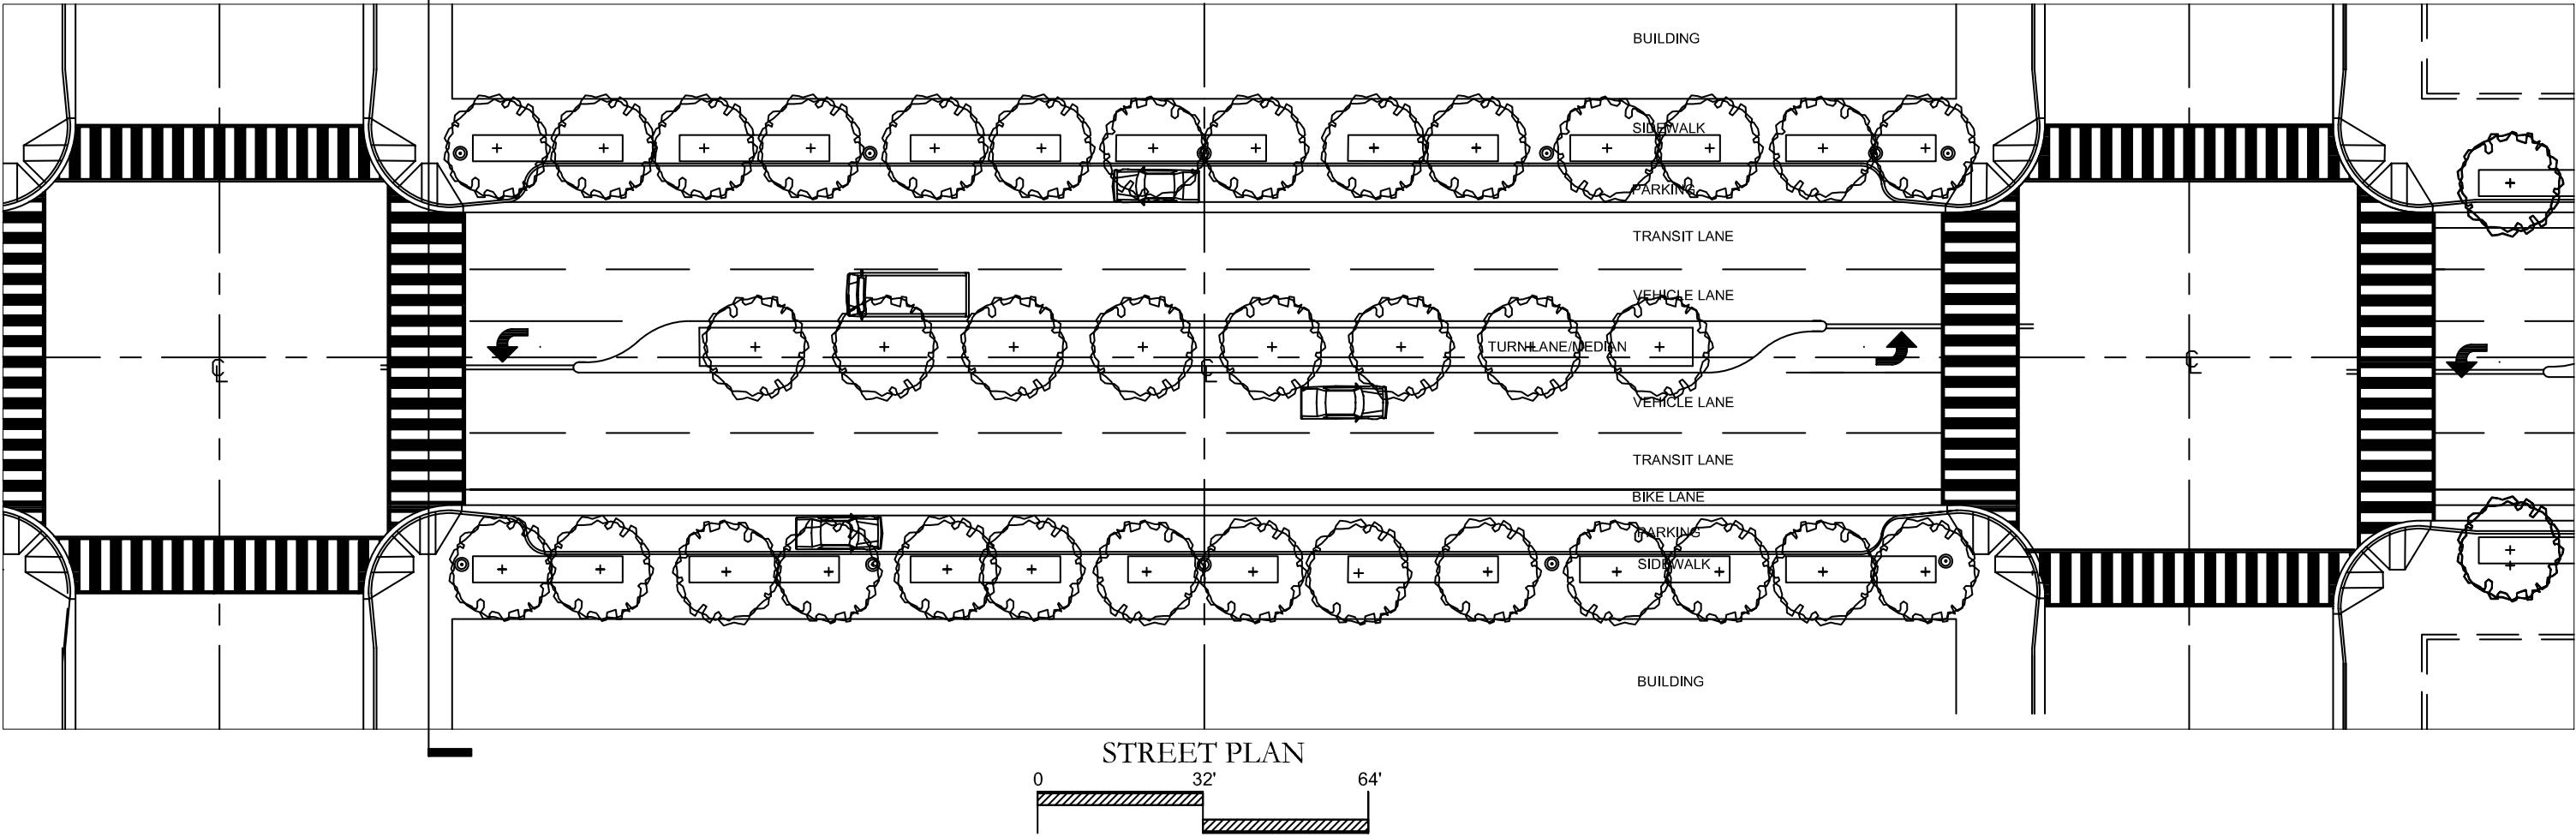 BUILDING
SIDEWALK
PARKING
TRANSIT LANE
VEHICLE LANE
TURN LANE/MEDIAN
℄ ℄ ℄
VEHICLE LANE
TRANSIT LANE
BIKE LANE
PARKING
SIDEWALK
BUILDING
STREET PLAN
0 32' 64'